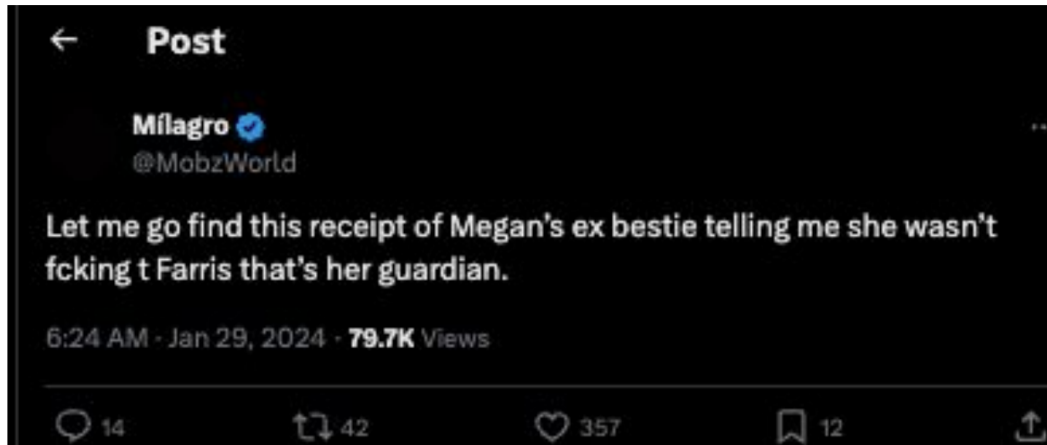 Post
Mílagro
@MobzWorld
Let me go find this receipt of Megan's ex bestie telling me she wasn't
fcking t Farris that's her guardian.
6:24 AM · Jan 29, 2024 · 79.7K Views
14 42 357 12